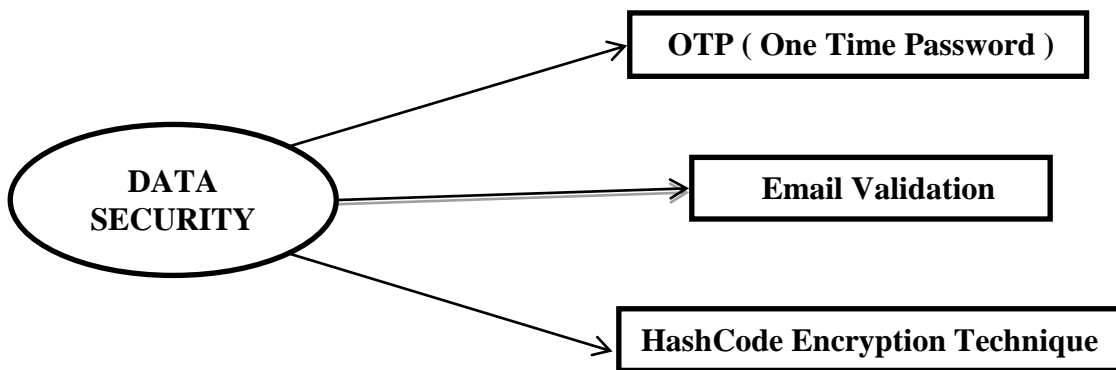 OTP ( One Time Password )
DATA
SECURITY
Email Validation
HashCode Encryption Technique